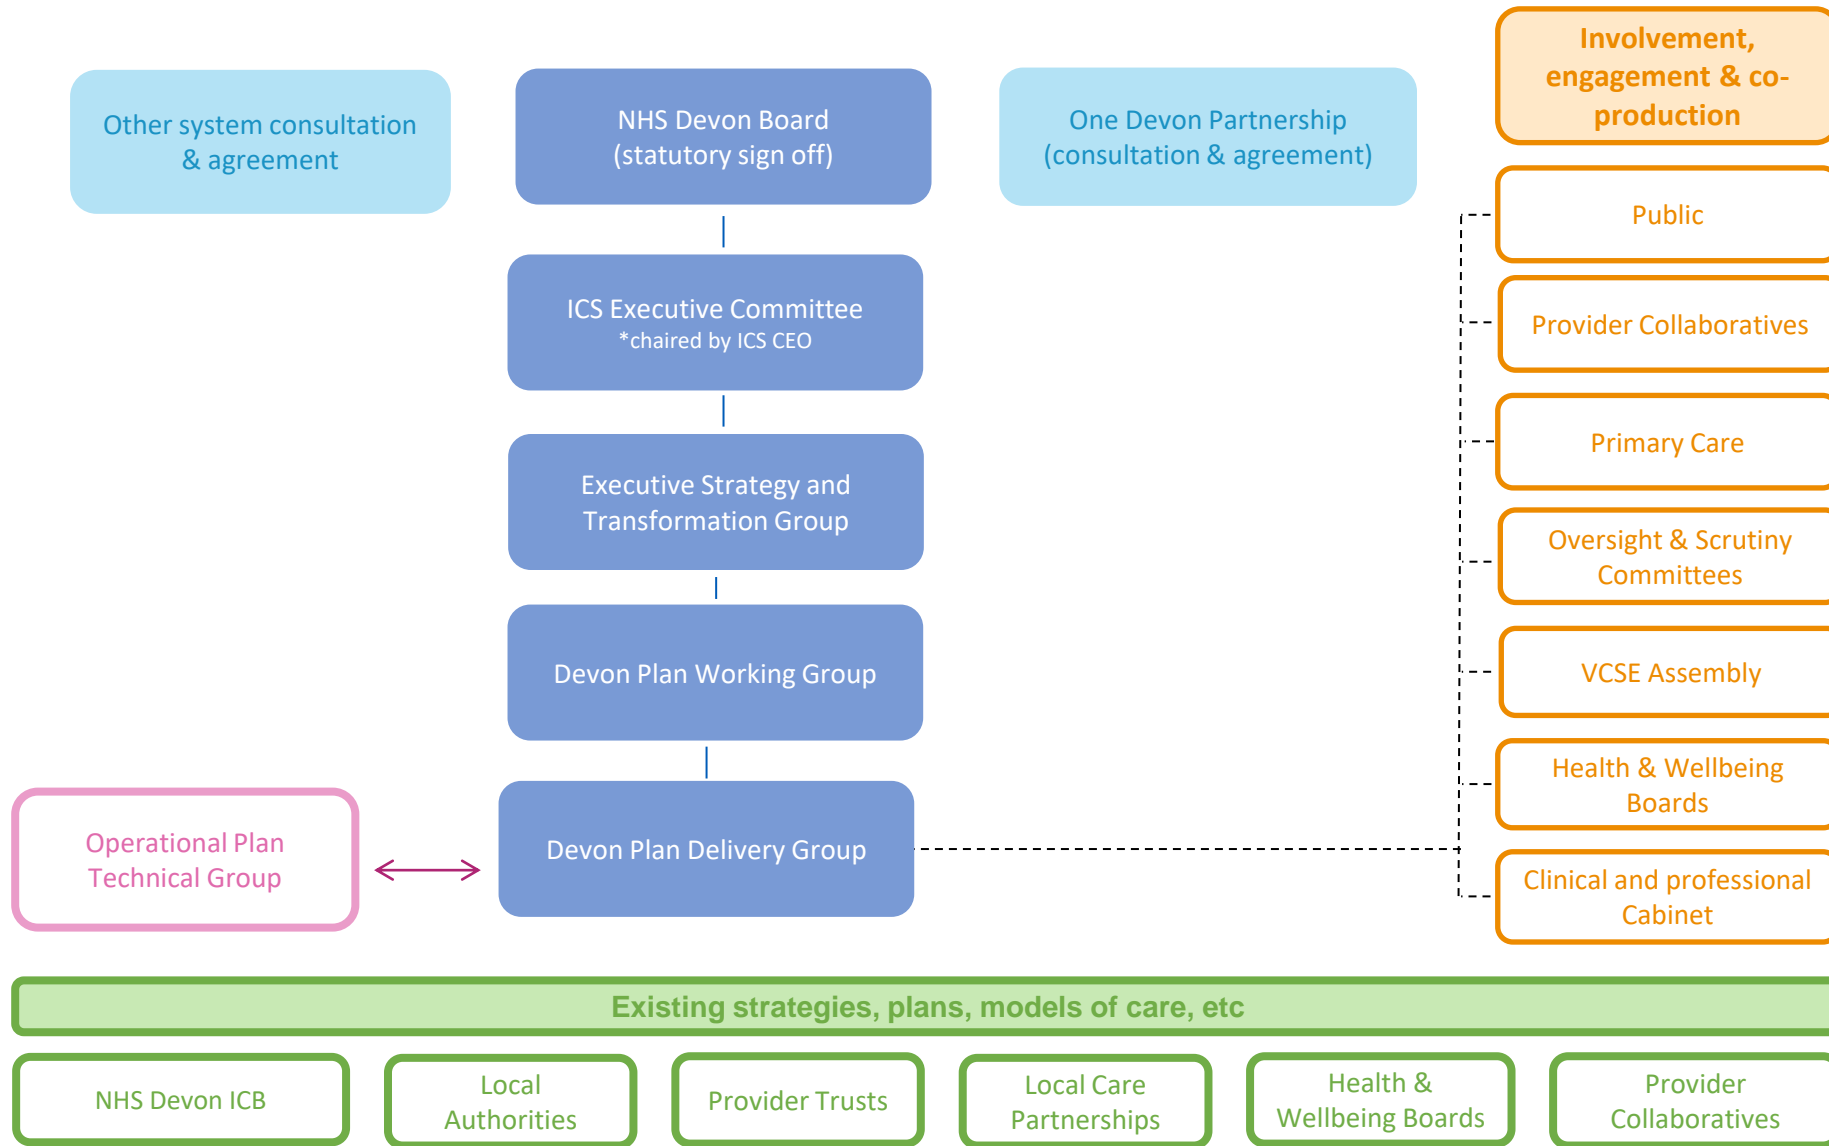 Other system consultation
& agreement
NHS Devon Board
(statutory sign off)
One Devon Partnership
(consultation & agreement)
ICS Executive Committee
*chaired by ICS CEO
Executive Strategy and
Transformation Group
Devon Plan Working Group
Devon Plan Delivery Group
Operational Plan
Technical Group
Involvement,
engagement & co-
production
Public
Provider Collaboratives
Primary Care
Oversight & Scrutiny
Committees
VCSE Assembly
Health & Wellbeing
Boards
Clinical and professional
Cabinet
Existing strategies, plans, models of care, etc
NHS Devon ICB
Local
Authorities
Provider Trusts
Local Care
Partnerships
Health &
Wellbeing Boards
Provider
Collaboratives